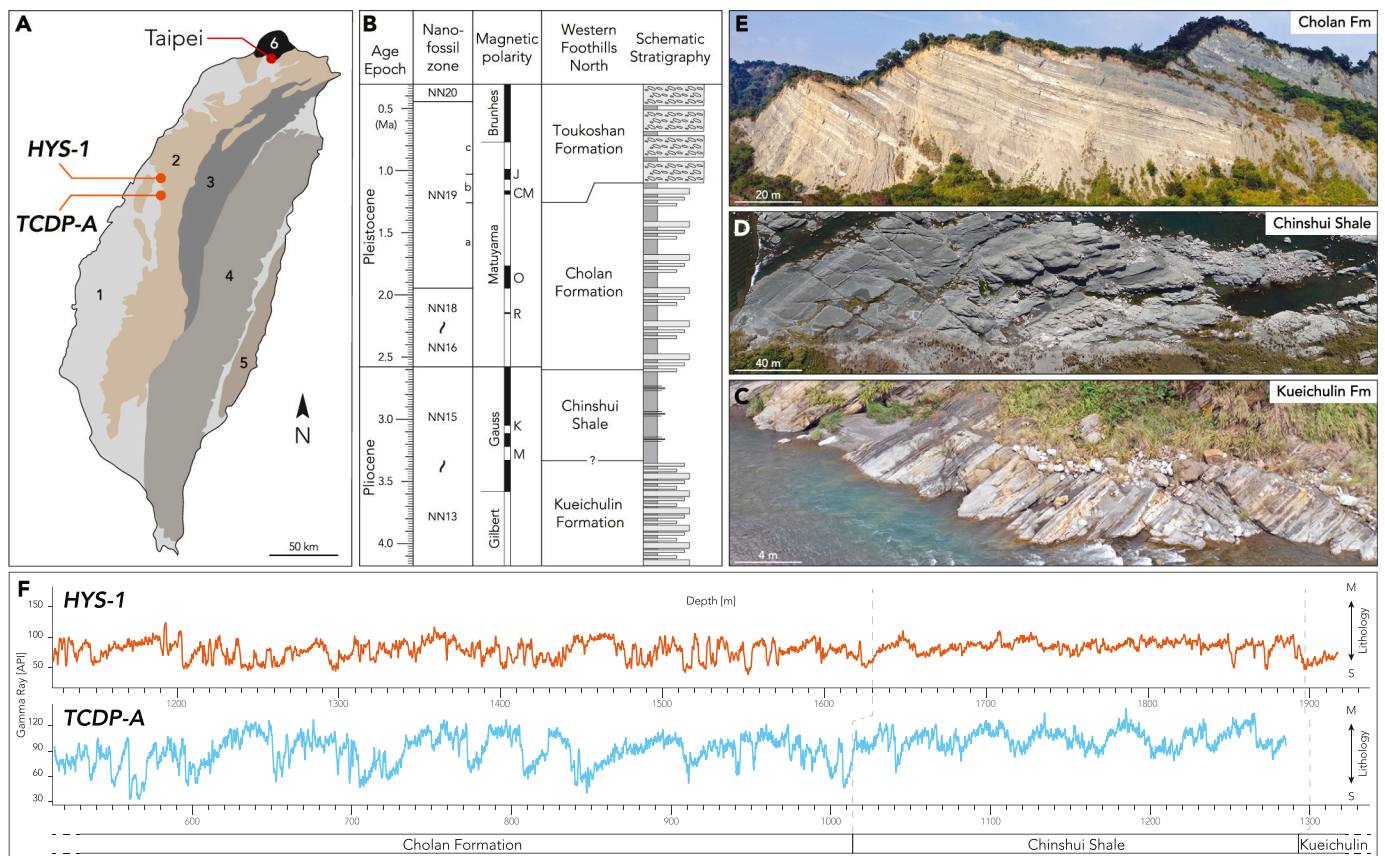 A
Taipei
6
HYS-1
TCDP-A
2
3
1
4
5
N
50 km
B
Age
Epoch
Nano-
fossil
zone
Magnetic
polarity
Western
Foothills
North
Schematic
Stratigraphy
0.5
(Ma)
1.0
1.5
2.0
2.5
3.0
3.5
4.0
Pleistocene
Pliocene
NN20
c
b
NN19
a
NN18
NN16
NN15
NN13
Brunhes
Matuyama
Gauss
Gilbert
J
CM
O
R
K
M
Toukoshan
Formation
Cholan
Formation
Chinshui
Shale
?
Kueichulin
Formation
E
Cholan Fm
20 m
D
Chinshui Shale
40 m
C
Kueichulin Fm
4 m
F
HYS-1
Depth [m]
Gamma Ray [API]
150
100
50
M
Lithology
S
1200 1300 1400 1500 1600 1700 1800 1900
TCDP-A
120
90
60
30
M
Lithology
S
600 700 800 900 1000 1100 1200 1300
Cholan Formation Chinshui Shale Kueichulin